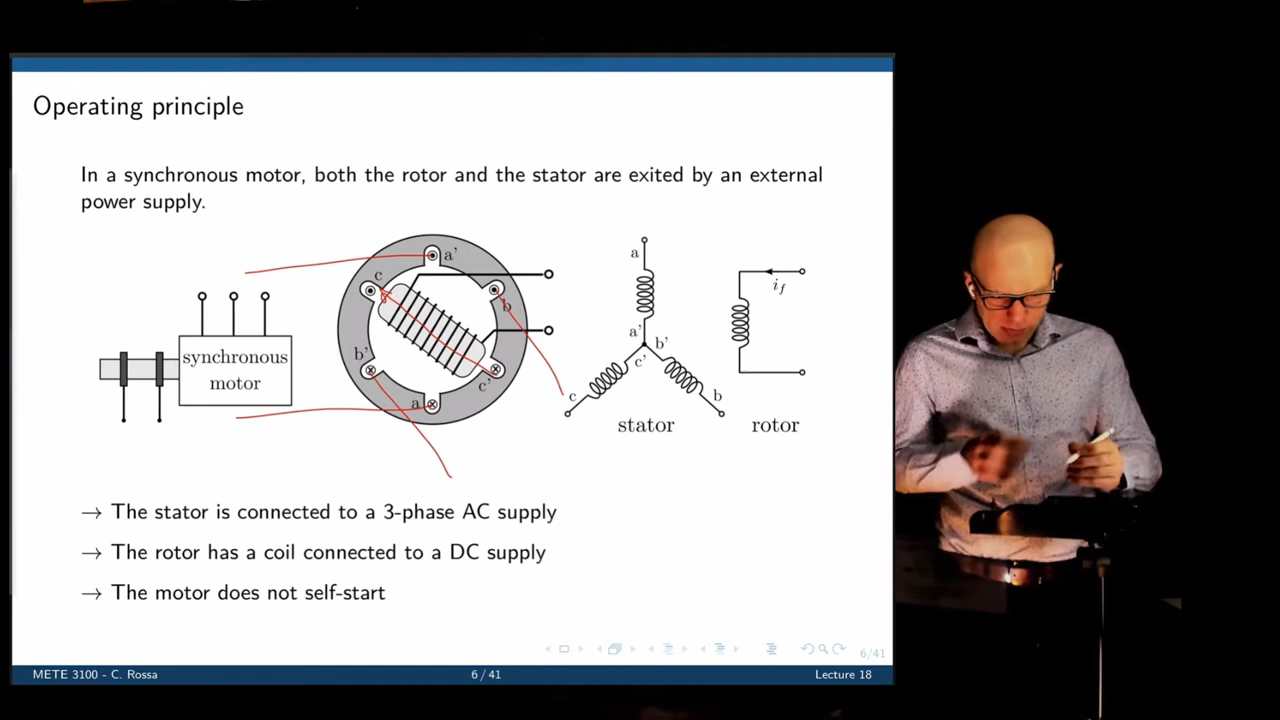 Operating principle
In a synchronous motor, both the rotor and the stator are exited by an external
power supply.
a'
c
b
b'
c'
a
synchronous
motor
a
a'
b'
c'
c
b
stator
i_f
rotor
→ The stator is connected to a 3-phase AC supply
→ The rotor has a coil connected to a DC supply
→ The motor does not self-start
6/41
METE 3100 - C. Rossa
6 / 41
Lecture 18